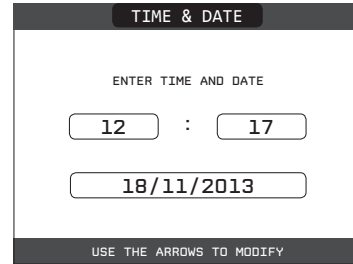 TIME & DATE
ENTER TIME AND DATE
12 : 17
18/11/2013
USE THE ARROWS TO MODIFY